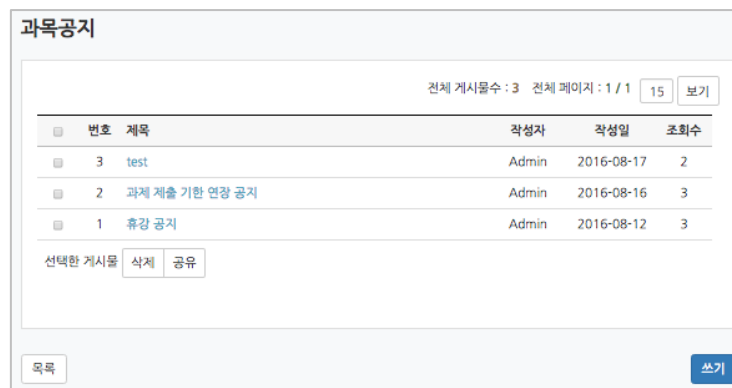 과목공지
전체 게시물수 : 3 전체 페이지 : 1 / 1 15 보기
번호 제목 작성자 작성일 조회수
3 test Admin 2016-08-17 2
2 과제 제출 기한 연장 공지 Admin 2016-08-16 3
1 휴강 공지 Admin 2016-08-12 3
선택한 게시물 삭제 공유
목록 쓰기